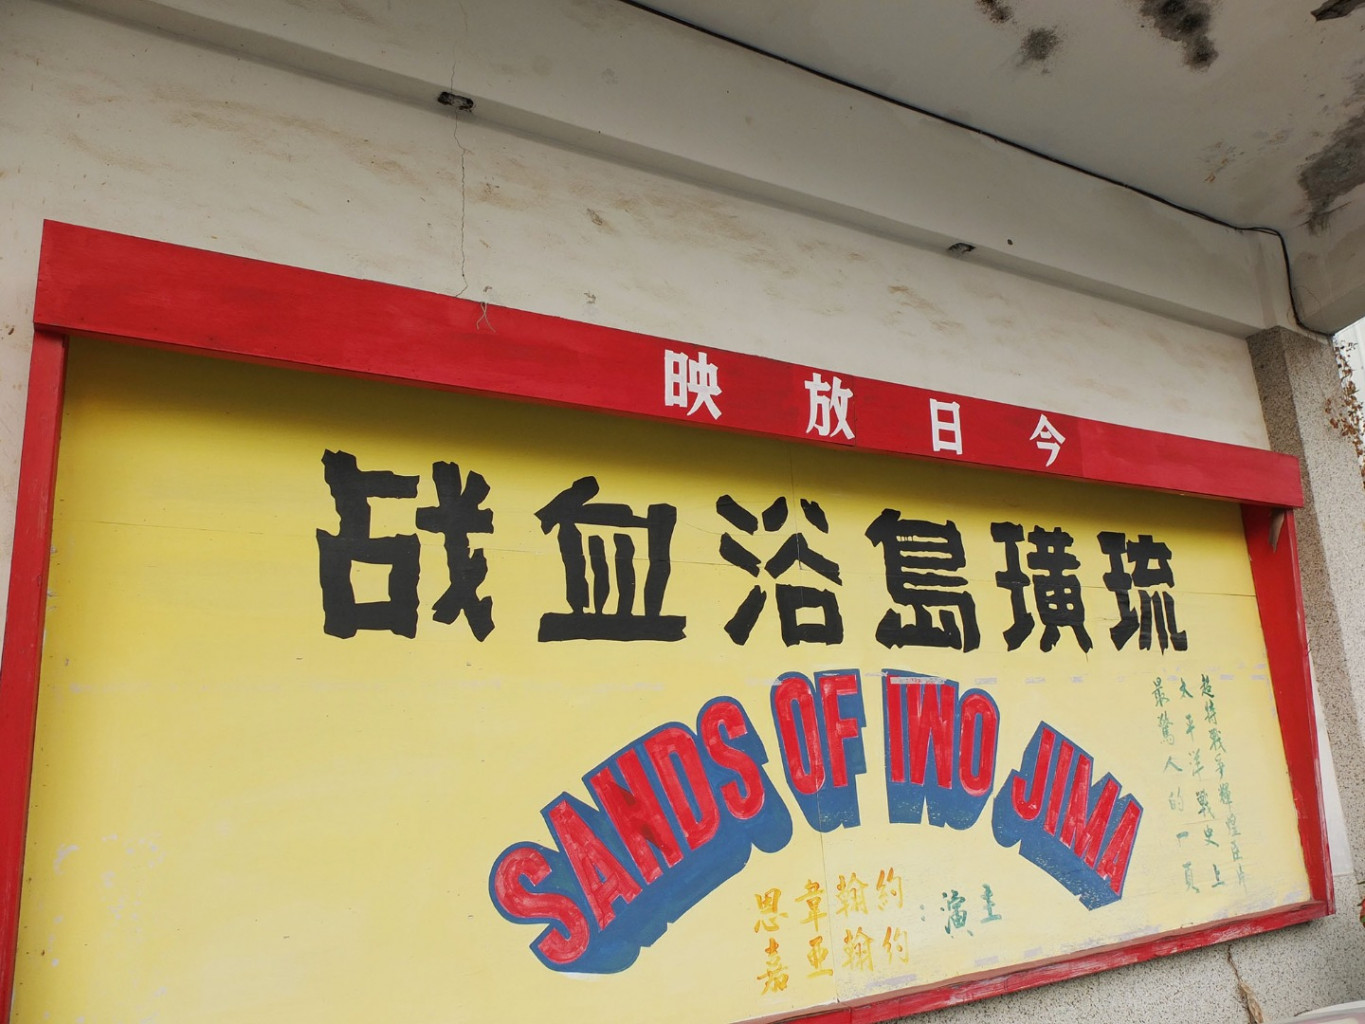 今日放映
琉璜島浴血战
SANDS OF IWO JIMA
超特戰爭輝煌巨片
太平洋戰史上
最驚人的一頁
主演：約翰韋恩
約翰亚嘉